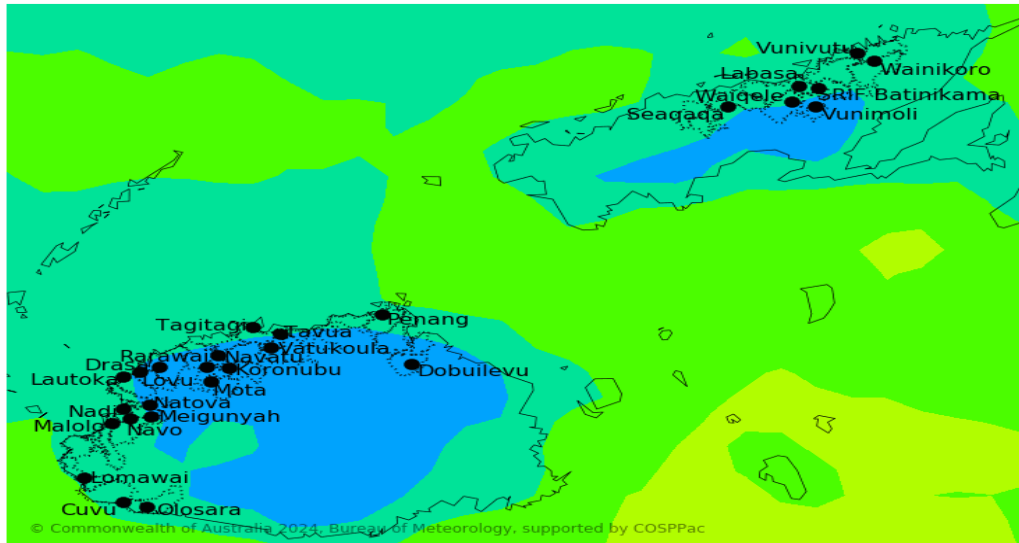 Vunivutu
Wainikoro
Labasa
SRIF Batinikama
Waiqele
Seaqaqa
Vunimoli
Penang
Tagitagi
Tavua
Vatukoula
Rarawai
Navatu
Drasa
Koronubu
Dobuilevu
Lautoka
Lovu
Mota
Natova
Nadi
Meigunyah
Malolo
Navo
Lomawai
Cuvu
Olosara
© Commonwealth of Australia 2024, Bureau of Meteorology, supported by COSPPac